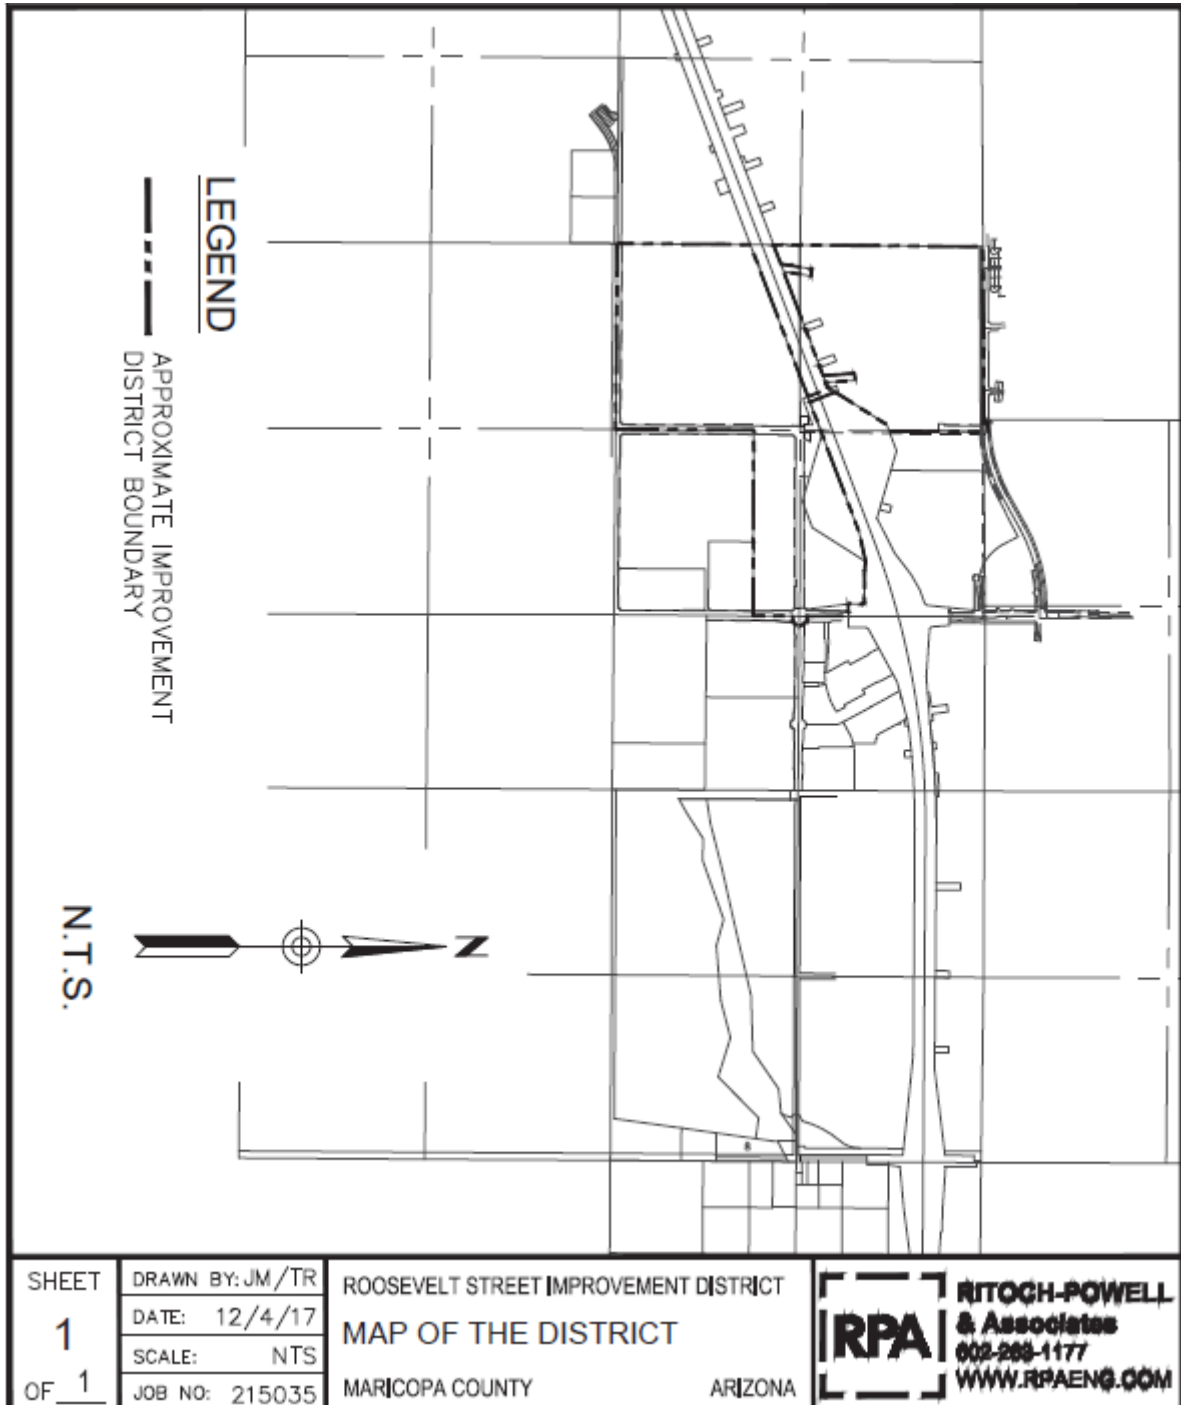 LEGEND
APPROXIMATE IMPROVEMENT
DISTRICT BOUNDARY
N.T.S.
N
8
SHEET
1
OF 1
DRAWN BY: JM/TR
DATE: 12/4/17
SCALE: NTS
JOB NO: 215035
ROOSEVELT STREET IMPROVEMENT DISTRICT
MAP OF THE DISTRICT
MARICOPA COUNTY ARIZONA
RPA
RITOCH-POWELL
& Associates
602-263-1177
WWW.RPAENG.COM